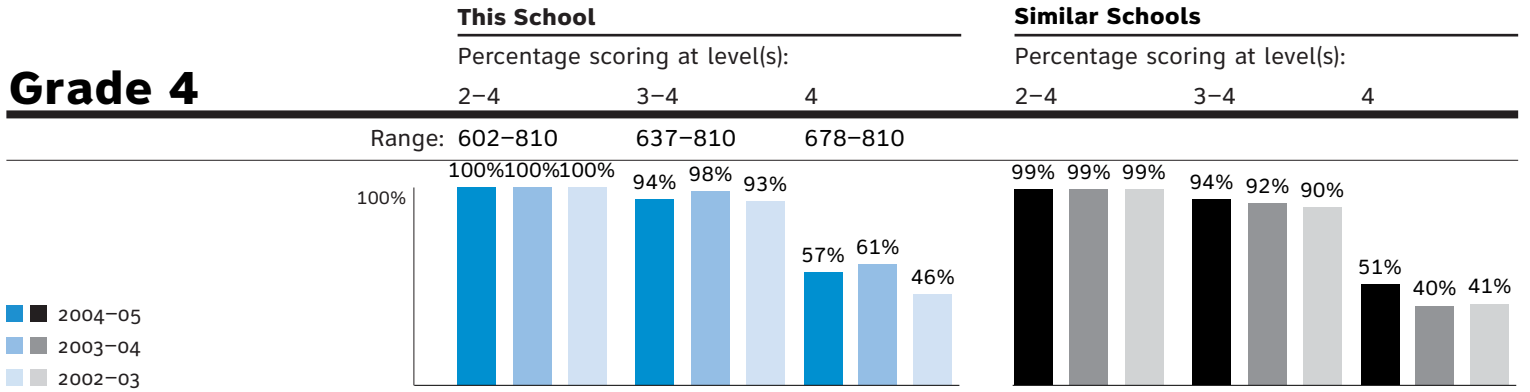 This School Similar Schools
Percentage scoring at level(s): Percentage scoring at level(s):
Grade 4 2–4 3–4 4 2–4 3–4 4
Range: 602–810 637–810 678–810
100% 100% 100% 94% 98% 93% 57% 61% 46% 99% 99% 99% 94% 92% 90% 51% 40% 41%
100%
2004–05
2003–04
2002–03